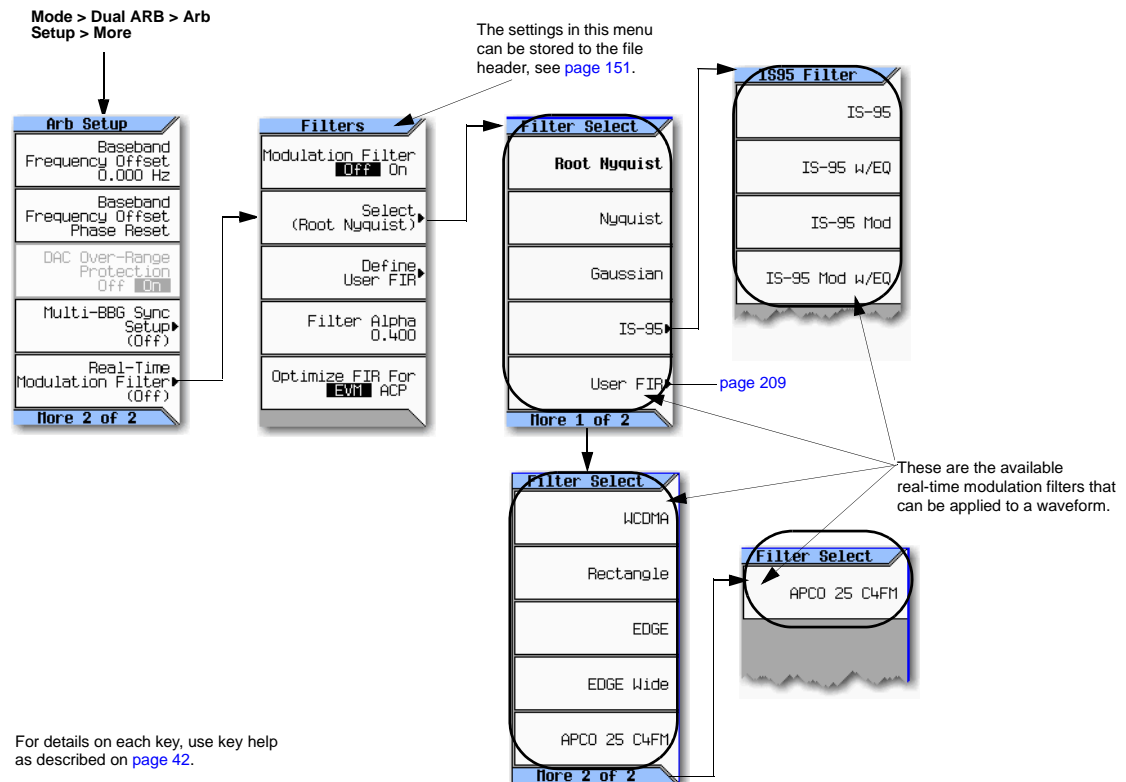 Mode > Dual ARB > Arb
Setup > More
The settings in this menu
can be stored to the file
header, see page 151.
Arb Setup
Baseband
Frequency Offset
0.000 Hz
Baseband
Frequency Offset
Phase Reset
DAC Over-Range
Protection
Off On
Multi-BBG Sync
Setup
(Off)
Real-Time
Modulation Filter
(Off)
More 2 of 2
Filters
Modulation Filter
Off On
Select
(Root Nyquist)
Define
User FIR
Filter Alpha
0.400
Optimize FIR For
EVM ACP
Filter Select
Root Nyquist
Nyquist
Gaussian
IS-95
User FIR
More 1 of 2
page 209
IS95 Filter
IS-95
IS-95 w/EQ
IS-95 Mod
IS-95 Mod w/EQ
These are the available
real-time modulation filters that
can be applied to a waveform.
Filter Select
WCDMA
Rectangle
EDGE
EDGE Wide
APCO 25 C4FM
More 2 of 2
Filter Select
APCO 25 C4FM
For details on each key, use key help
as described on page 42.